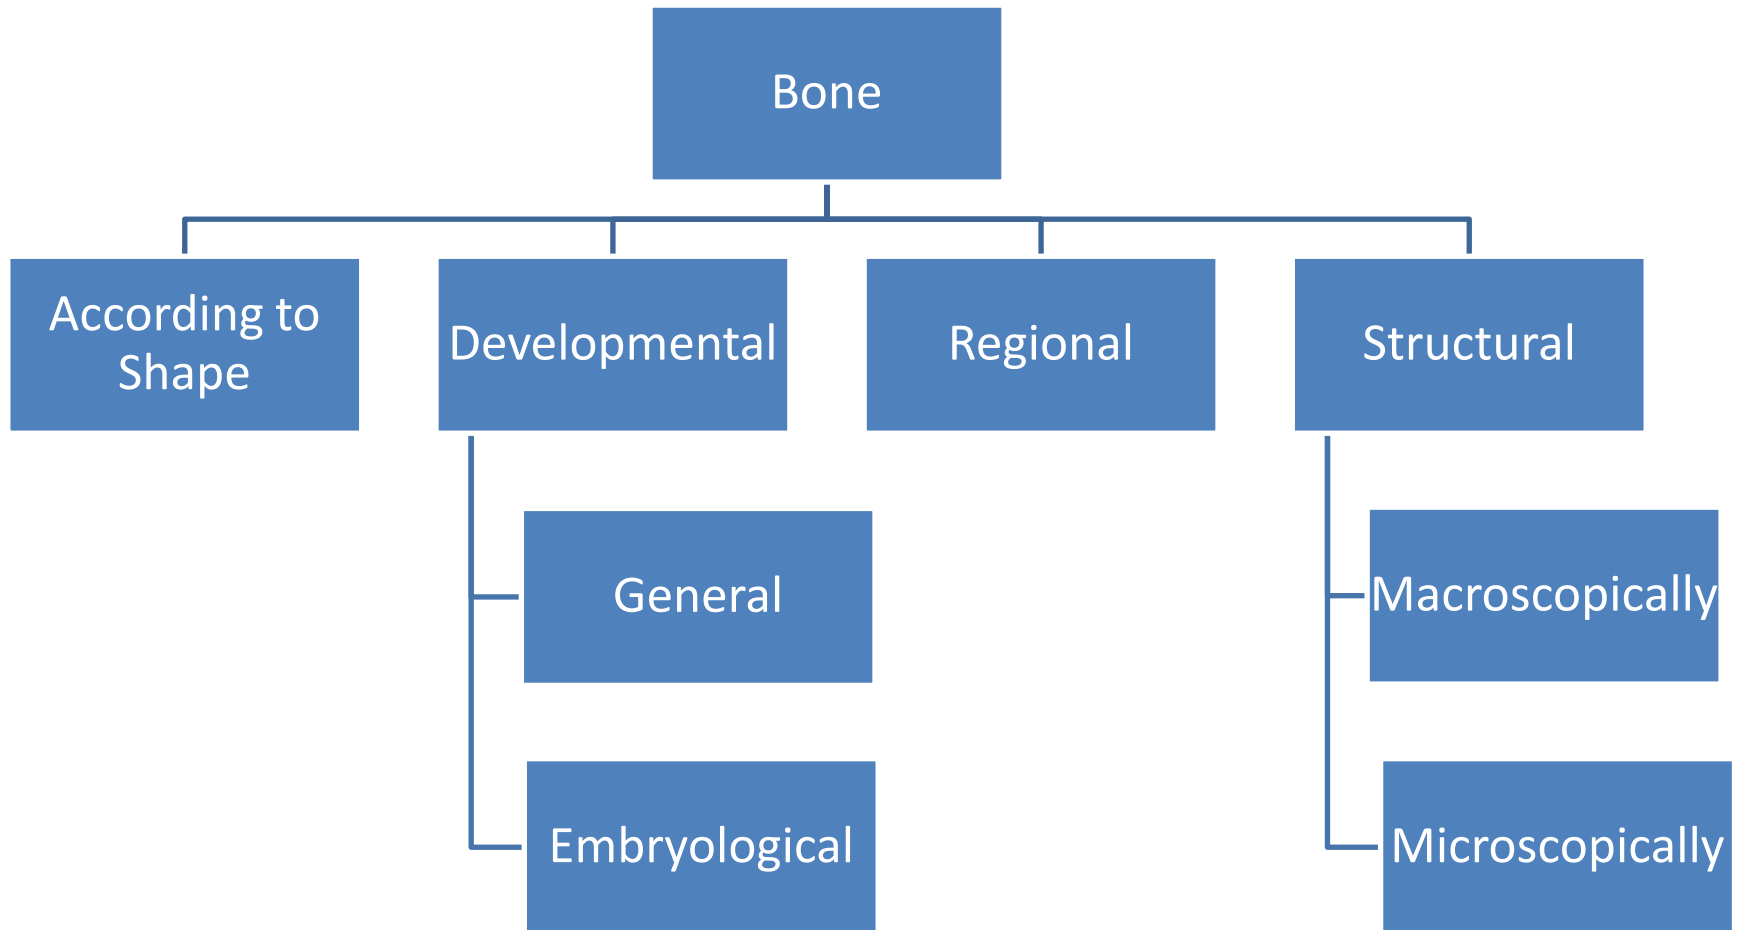 Bone
According to
Shape
Developmental
Regional
Structural
General
Macroscopically
Embryological
Microscopically